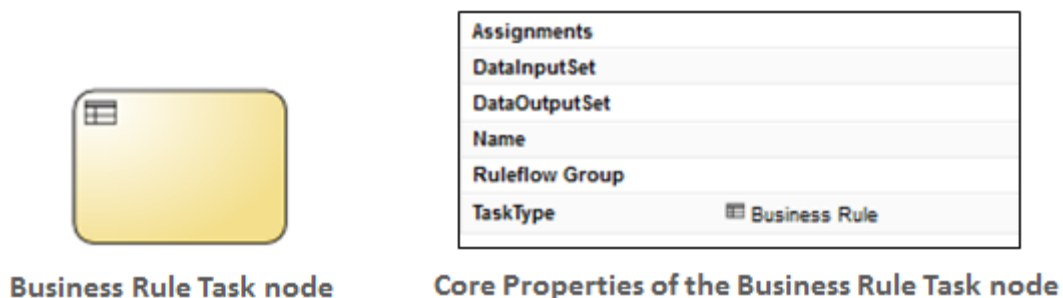 Assignments
DataInputSet
DataOutputSet
Name
Ruleflow Group
TaskType Business Rule
Business Rule Task node
Core Properties of the Business Rule Task node